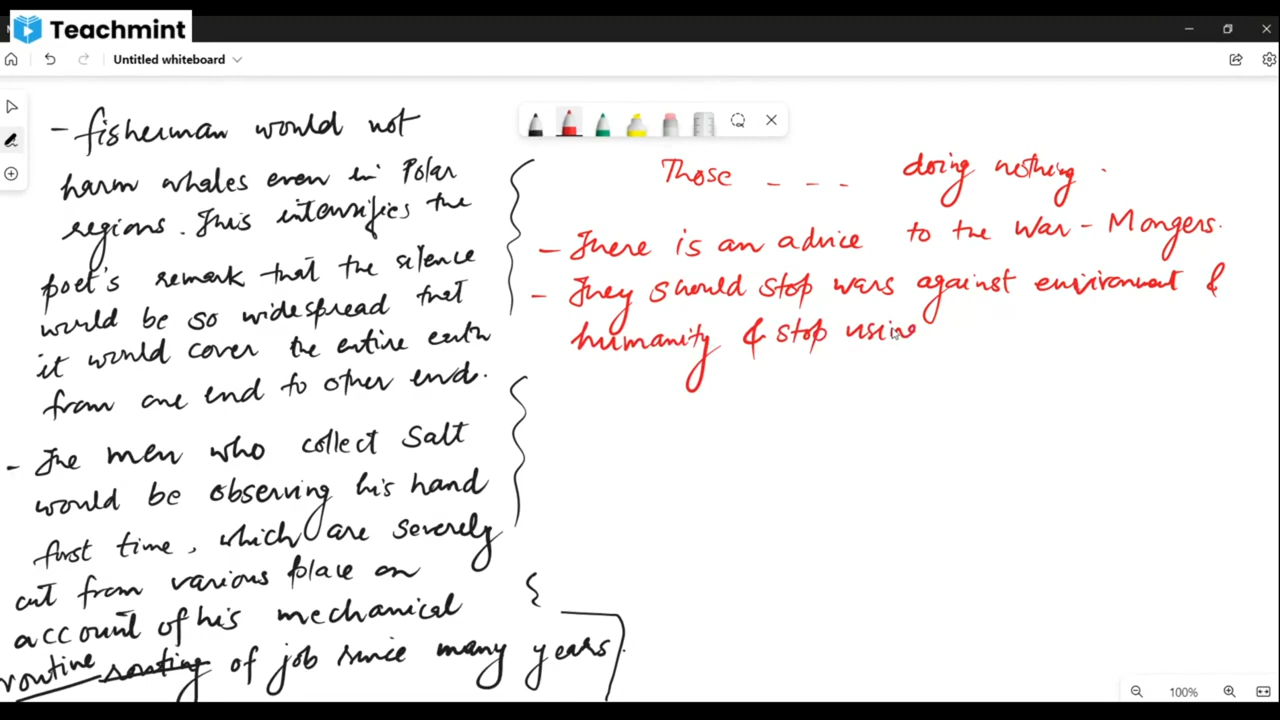 Teachmint
Untitled whiteboard
- fisherman would not
harm whales even in Polar
regions. This intensifies the
poet's remark that the silence
would be so widespread that
it would cover the entire earth
from one end to other end.
- The men who collect Salt
would be observing his hand
first time, which are severely
cut from various place on
account of his mechanical
routine routing of job since many years.
Those - - - doing nothing.
- There is an advice to the War-Mongers.
- They should stop wars against environment &
humanity & stop using
100%